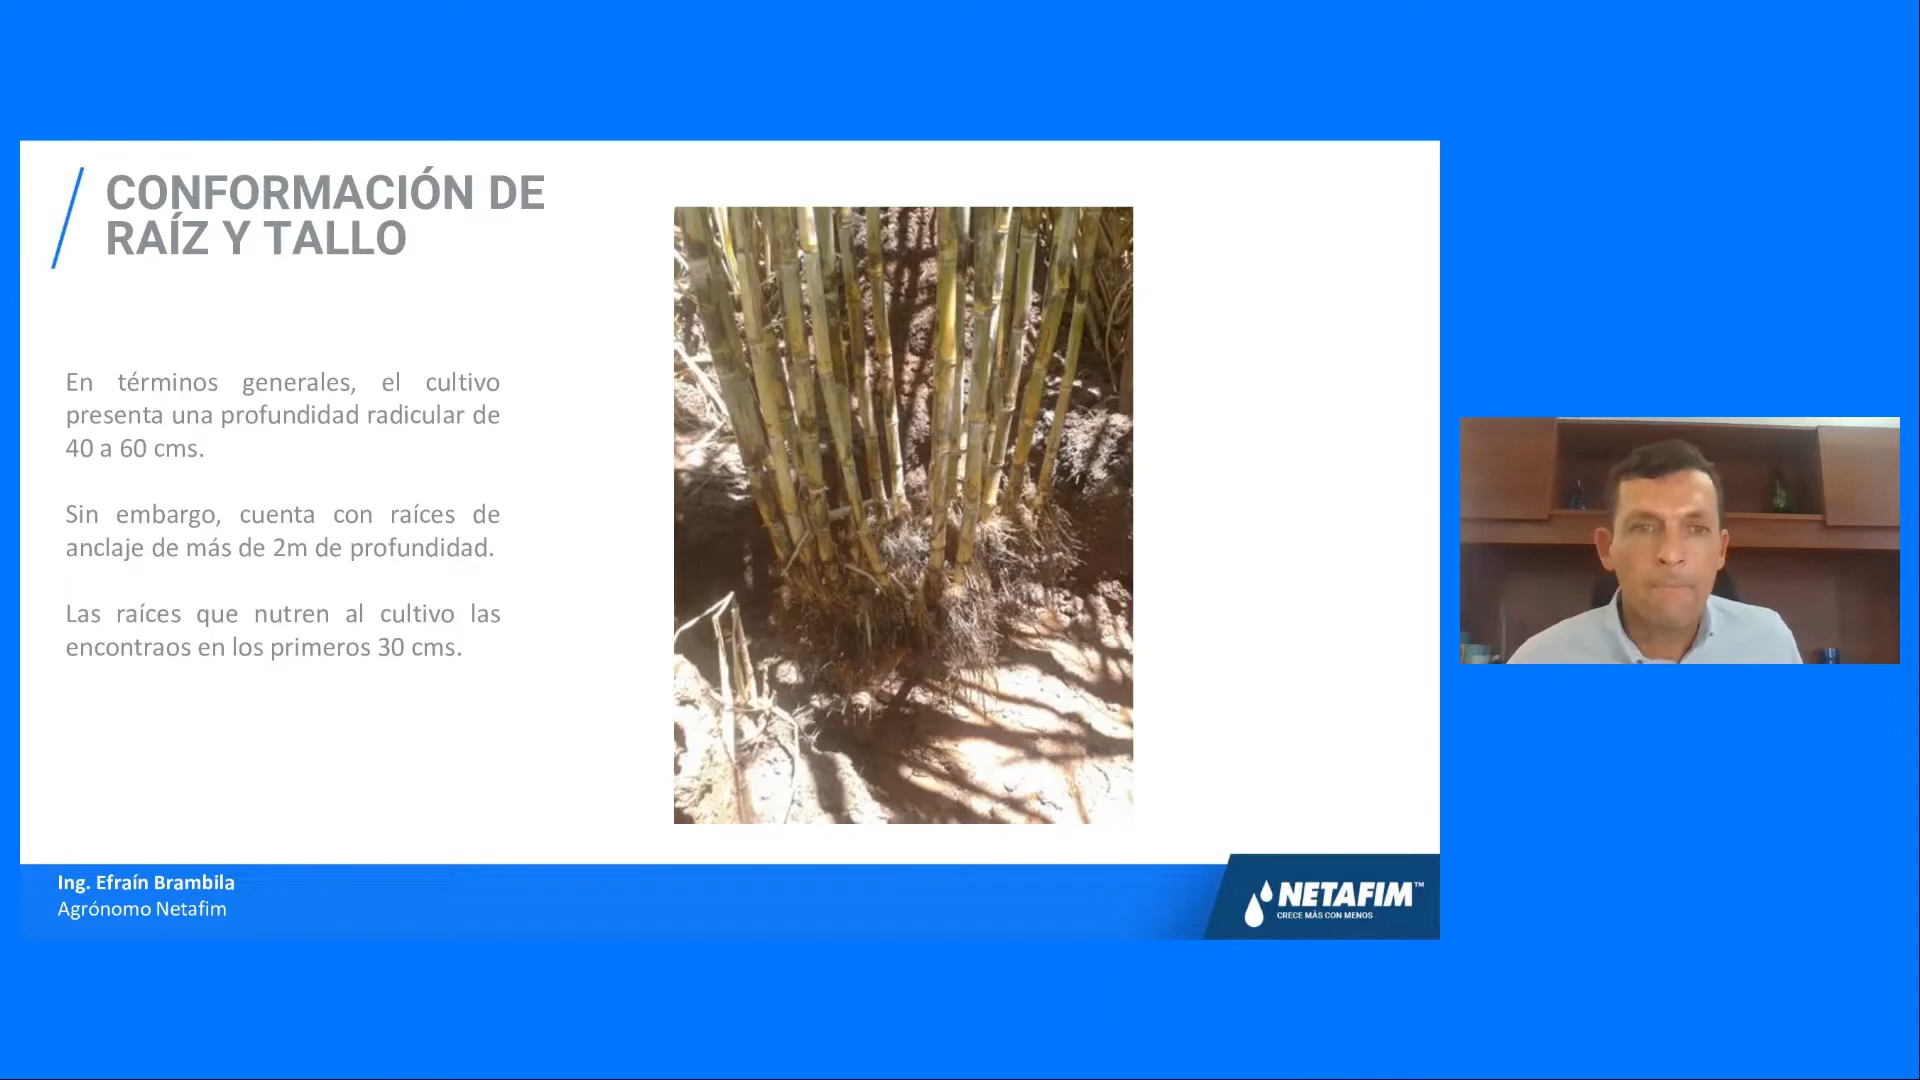 CONFORMACIÓN DE
RAÍZ Y TALLO
En términos generales, el cultivo
presenta una profundidad radicular de
40 a 60 cms.
Sin embargo, cuenta con raíces de
anclaje de más de 2m de profundidad.
Las raíces que nutren al cultivo las
encontraos en los primeros 30 cms.
Ing. Efraín Brambila
Agrónomo Netafim
NETAFIM™
CRECE MÁS CON MENOS